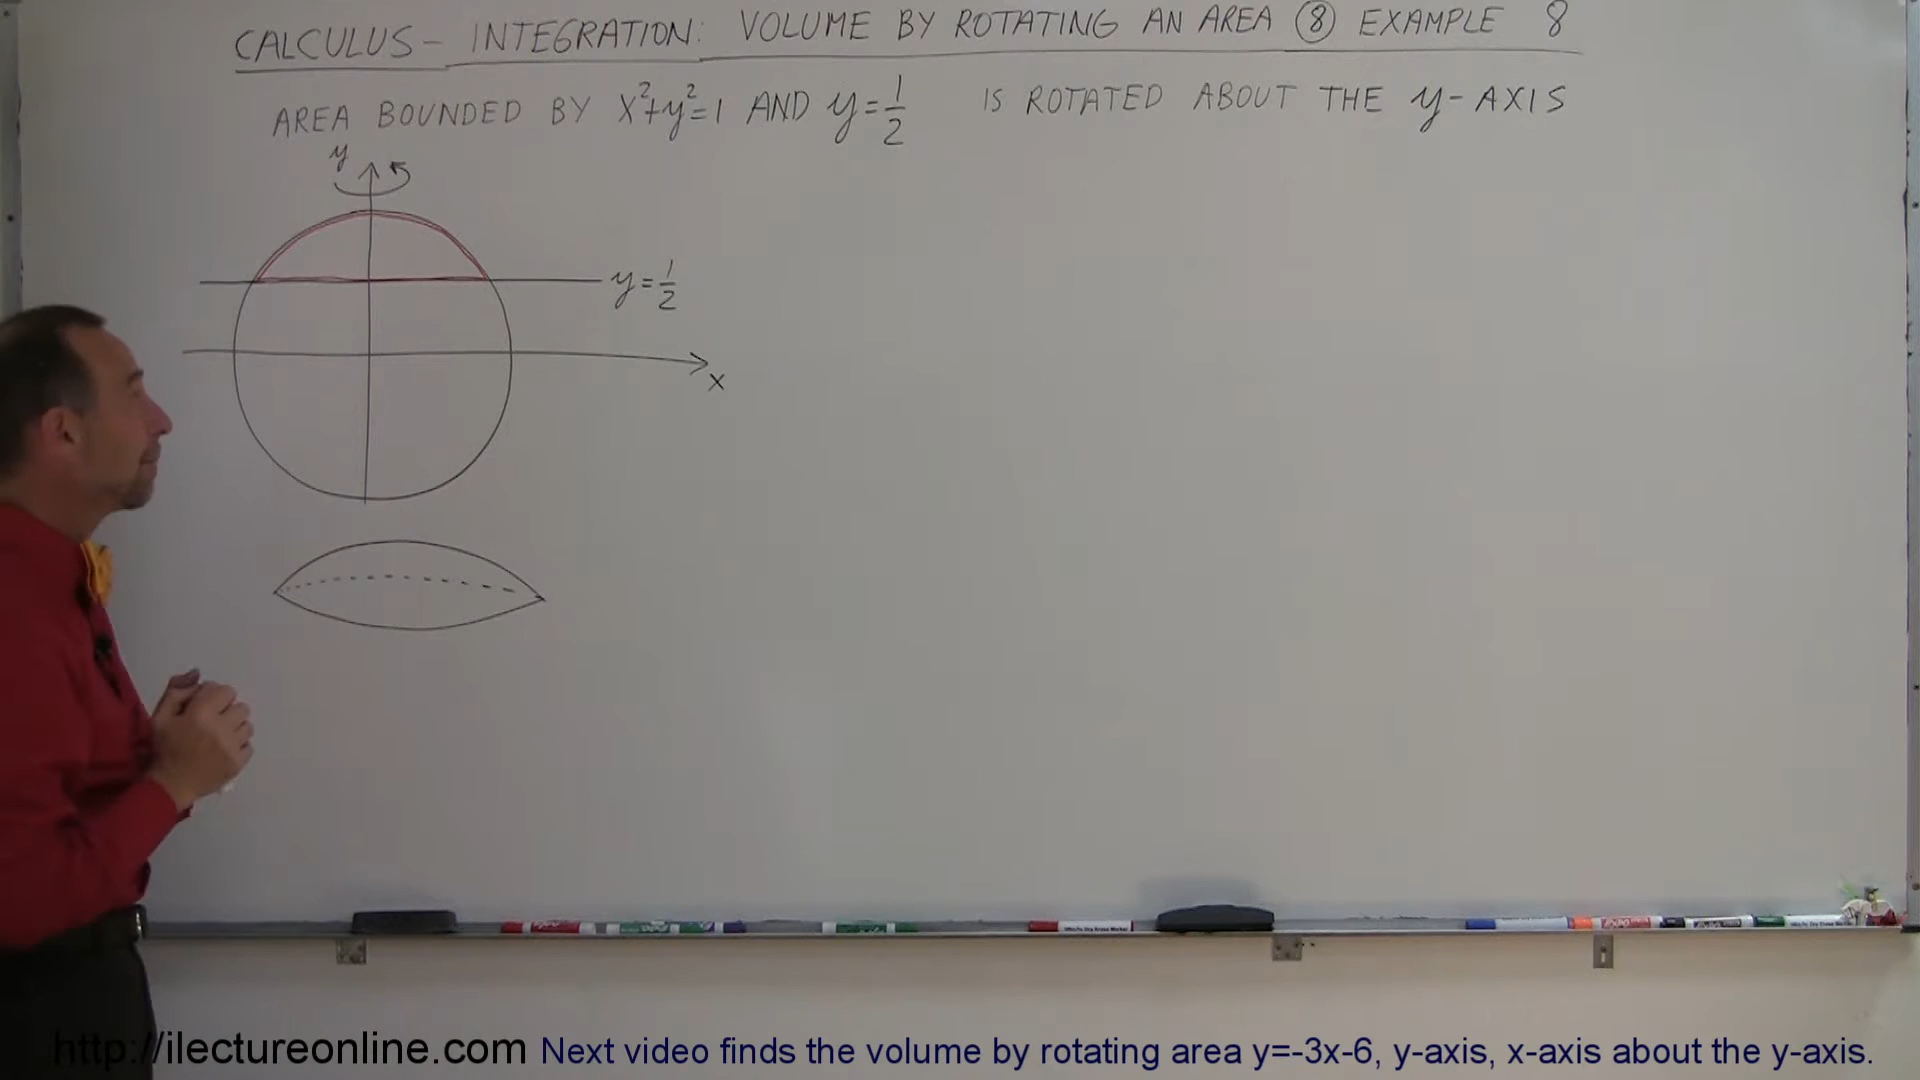 CALCULUS - INTEGRATION: VOLUME BY ROTATING AN AREA ⑧ EXAMPLE 8
AREA BOUNDED BY x²+y²=1 AND y=1/2 IS ROTATED ABOUT THE y-AXIS
y
y=1/2
x
http://ilectureonline.com Next video finds the volume by rotating area y=-3x-6, y-axis, x-axis about the y-axis.